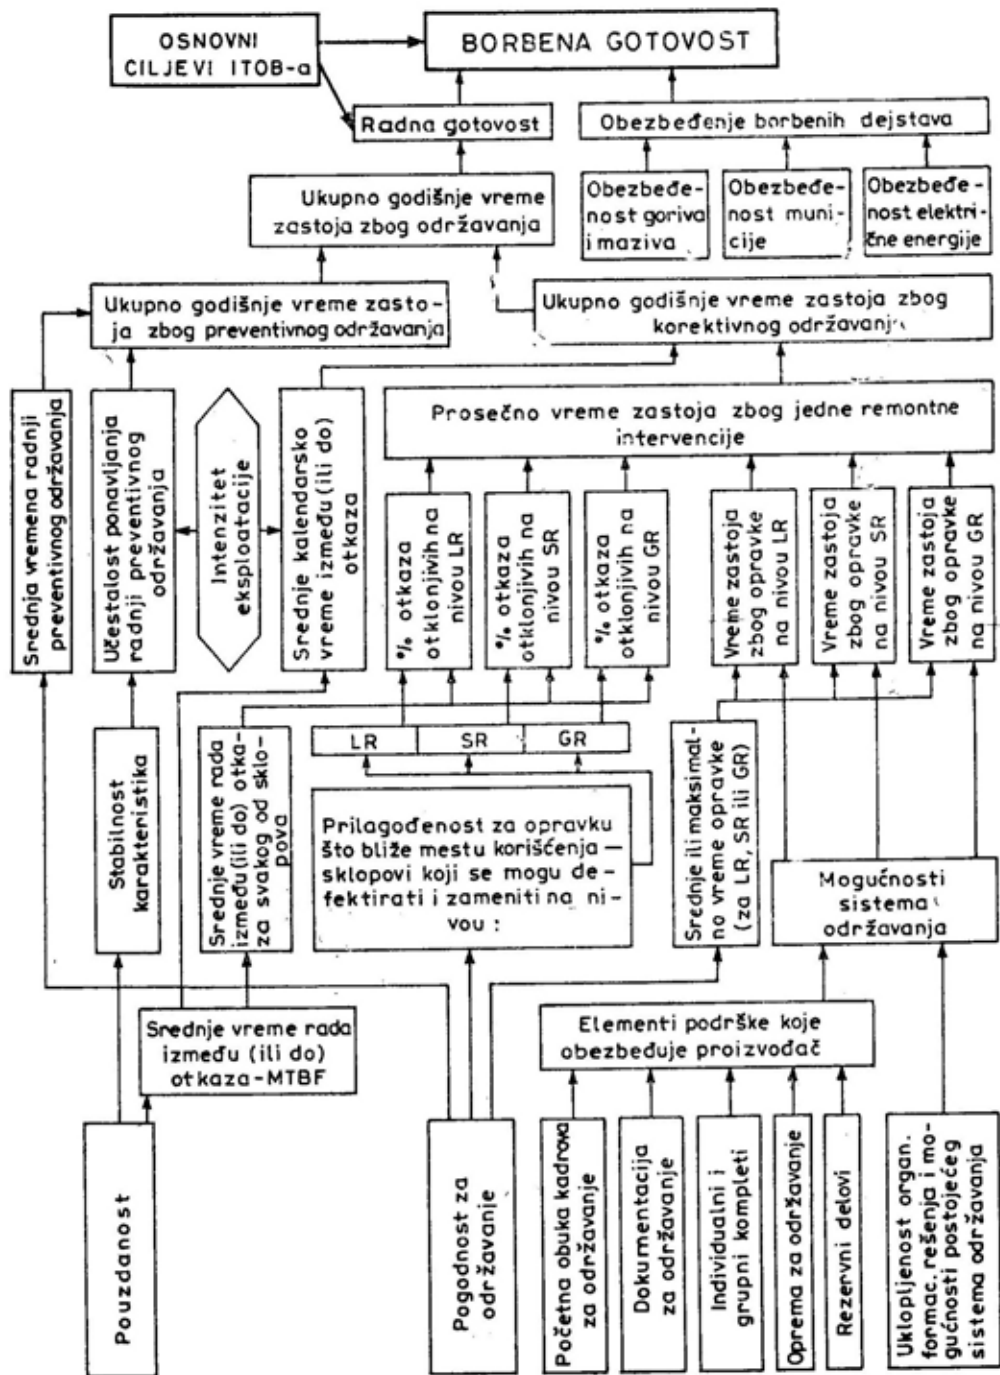 OSNOVNI
CILJEVI ITOB-a
BORBENA GOTOVOST
Radna gotovost
Obezbeđenje borbenih dejstava
Ukupno godišnje vreme
zastoja zbog održavanja
Obezbeđe-
nost goriva
i maziva
Obezbeđe-
nost muni-
cije
Obezbeđe-
nost elektri-
čne energije
Ukupno godišnje vreme zasto-
ja zbog preventivnog održavanja
Ukupno godišnje vreme zastoja zbog
korektivnog održavanja
Srednja vremena radnji
preventivnog održavanja
Učestalost ponavljanja
radnji preventivnog
održavanja
Intenzitet
eksploatacije
Srednje kalendarsko
vreme između (ili do)
otkaza
Prosečno vreme zastoja zbog jedne remontne
intervencije
% otkaza
otklonjivih na
nivou LR
% otkaza
otklonjivih na
nivou SR
% otkaza
otklonjivih na
nivou GR
Vreme zastoja
zbog opravke
na nivou LR
Vreme zastoja
zbog opravke
na nivou SR
Vreme zastoja
zbog opravke
na nivou GR
Stabilnost
karakteristika
Srednje vreme rada
između (ili do) otka-
za svakog od sklo-
pova
LR
SR
GR
Prilagođenost za opravku
što bliže mestu korišćenja —
sklopovi koji se mogu de-
fektirati i zameniti na ni-
vou :
Srednje ili maksimal-
no vreme opravke
(za LR, SR ili GR)
Mogućnosti
sistema
održavanja
Srednje vreme rada
između (ili do)
otkaza-MTBF
Elementi podrške koje
obezbeđuje proizvođač
Pouzdanost
Pogodnost za
održavanje
Početna obuka kadrova
za održavanje
Dokumentacija
za održavanje
Individualni i
grupni kompleti
Oprema za održavanje
Rezervni delovi
Uklopljenost organ.
formac. rešenja i mo-
gućnosti postojećeg
sistema održavanja